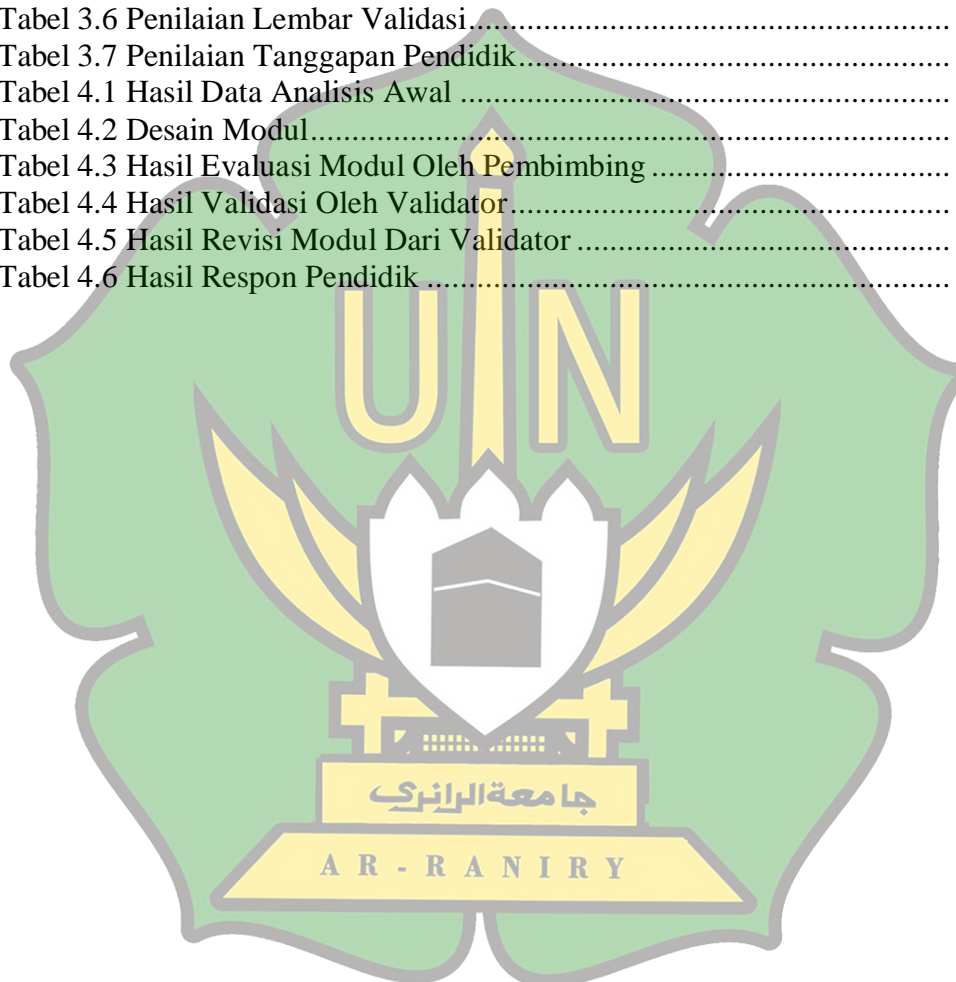 Tabel 3.6 Penilaian Lembar Validasi............................................................
Tabel 3.7 Penilaian Tanggapan Pendidik......................................................
Tabel 4.1 Hasil Data Analisis Awal ..............................................................
Tabel 4.2 Desain Modul.................................................................................
Tabel 4.3 Hasil Evaluasi Modul Oleh Pembimbing .....................................
Tabel 4.4 Hasil Validasi Oleh Validator........................................................
Tabel 4.5 Hasil Revisi Modul Dari Validator ...............................................
Tabel 4.6 Hasil Respon Pendidik ..................................................................
UIN
جامعةالرانري
AR-RANIRY